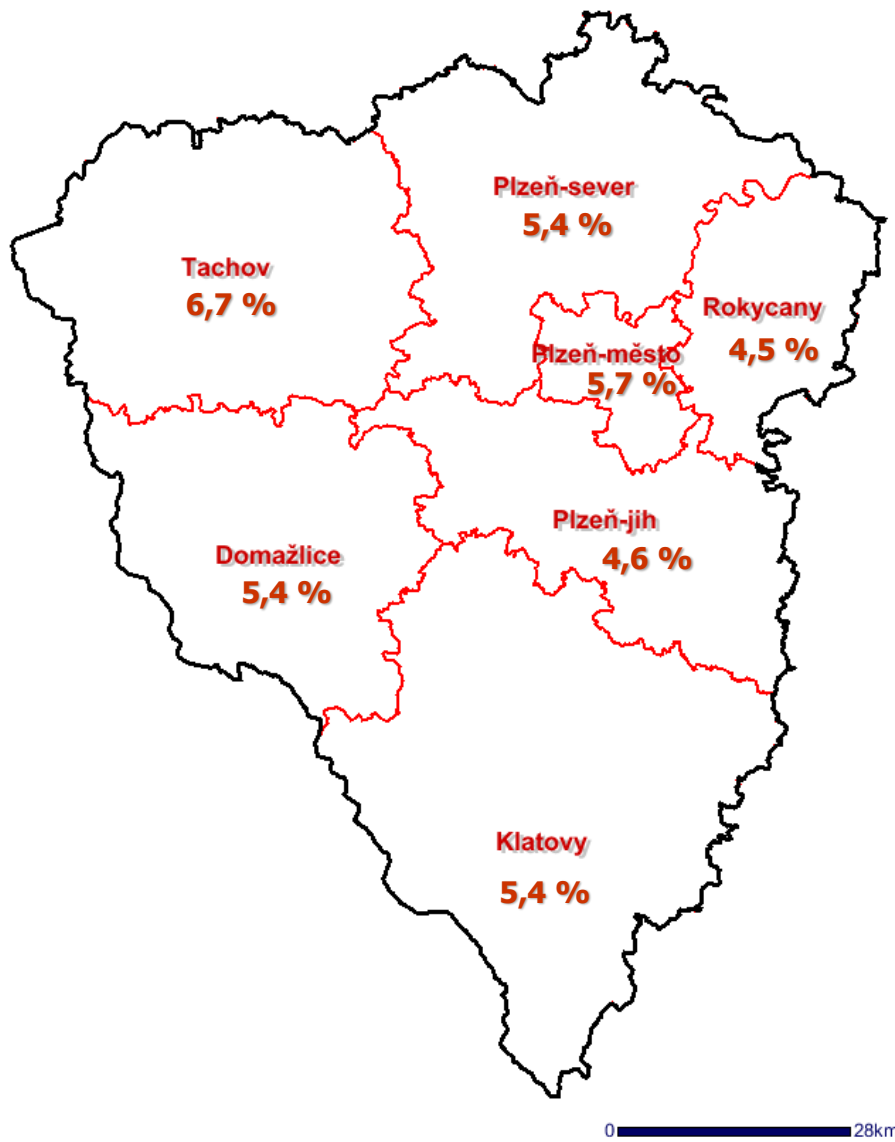 Plzeň-sever
5,4 %
Tachov
6,7 %
Rokycany
4,5 %
Plzeň-město
5,7 %
Plzeň-jih
4,6 %
Domažlice
5,4 %
Klatovy
5,4 %
0 28km